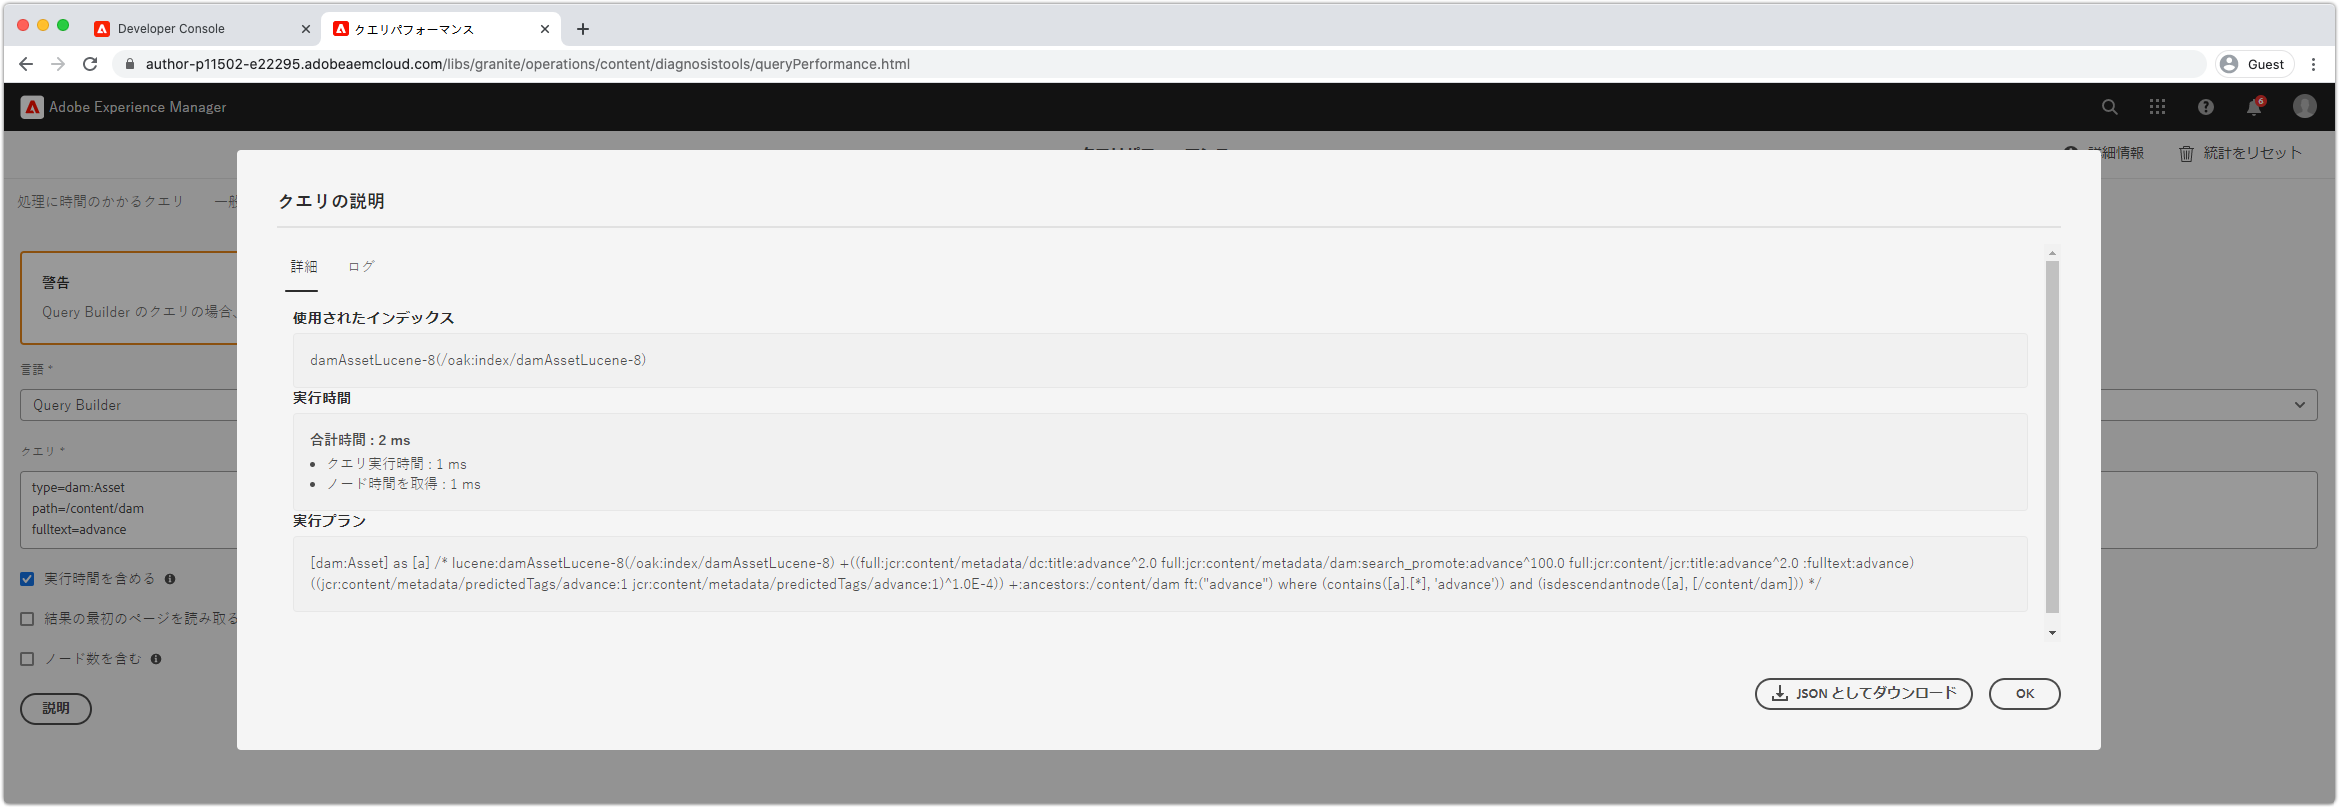 Developer Console
クエリパフォーマンス
author-p11502-e22295.adobeaemcloud.com/libs/granite/operations/content/diagnosistools/queryPerformance.html
Guest
Adobe Experience Manager
6
詳細情報
統計をリセット
処理に時間のかかるクエリ
一般
警告
Query Builder のクエリの場合、
言語 *
Query Builder
クエリ *
type=dam:Asset
path=/content/dam
fulltext=advance
実行時間を含める
結果の最初のページを読み取る
ノード数を含む
説明
クエリの説明
詳細
ログ
使用されたインデックス
damAssetLucene-8(/oak:index/damAssetLucene-8)
実行時間
合計時間 : 2 ms
• クエリ実行時間 : 1 ms
• ノード時間を取得 : 1 ms
実行プラン
[dam:Asset] as [a] /* lucene:damAssetLucene-8(/oak:index/damAssetLucene-8) +((full:jcr:content/metadata/dc:title:advance^2.0 full:jcr:content/metadata/dam:search_promote:advance^100.0 full:jcr:content/jcr:title:advance^2.0 :fulltext:advance)
((jcr:content/metadata/predictedTags/advance:1 jcr:content/metadata/predictedTags/advance:1)^1.0E-4)) +:ancestors:/content/dam ft:("advance") where (contains([a].[*], 'advance')) and (isdescendantnode([a], [/content/dam])) */
JSON としてダウンロード
OK